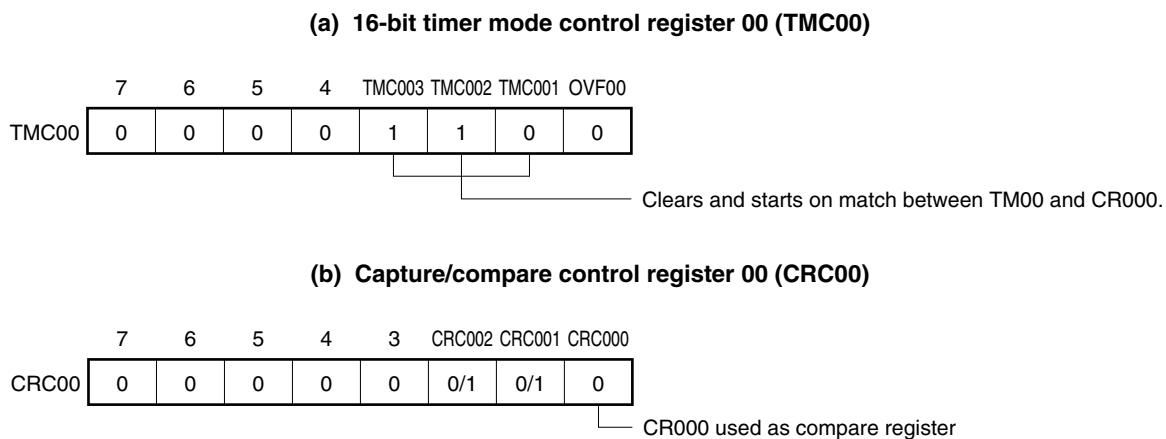 (a) 16-bit timer mode control register 00 (TMC00)
7 6 5 4 TMC003 TMC002 TMC001 OVF00
TMC00 0 0 0 0 1 1 0 0
Clears and starts on match between TM00 and CR000.
(b) Capture/compare control register 00 (CRC00)
7 6 5 4 3 CRC002 CRC001 CRC000
CRC00 0 0 0 0 0 0/1 0/1 0
CR000 used as compare register